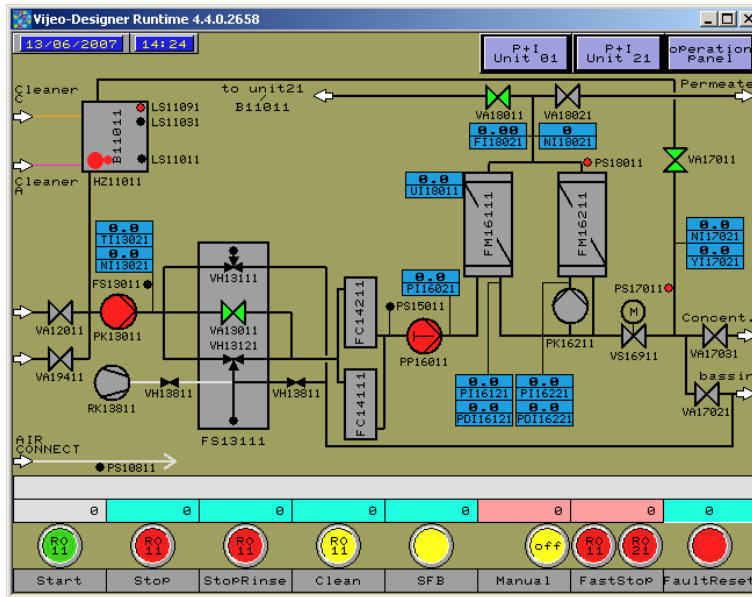 Vijeo-Designer Runtime 4.4.0.2658
13/06/2007 14:24
P+I Unit 01
P+I Unit 21
operation panel
Cleaner C
to unit21 B11011
Permeate
VA18011
VA18021
LS11091
LS11031
B11011
LS11011
HZ11011
Cleaner A
0.00
FI18021
0
NI18021
PS18011
VA17011
0.0
UI18011
FM16111
FM16211
0.0
TI13021
0.0
NI13021
0.0
NI17021
0.0
YI17021
FS13011
VH13111
FC14211
PS15011
0.0
PI16021
PS17011
M
Concent.
VA12011
PK13011
VA13011
VH13121
PP16011
PK16211
VS16911
VA17031
VA19411
RK13811
VH13811
VH13811
FC14111
0.0
PI16121
0.0
PDI16121
0.0
PI16221
0.0
PDI16221
bassin
VA17021
FS13111
AIR CONNECT
PS10811
0 0 0 0 0 0 0 0
RO 11
RO 11
RO 11
RO 11
off
RO 11
RO 21
Start Stop StopRinse Clean SFB Manual FastStop FaultReset